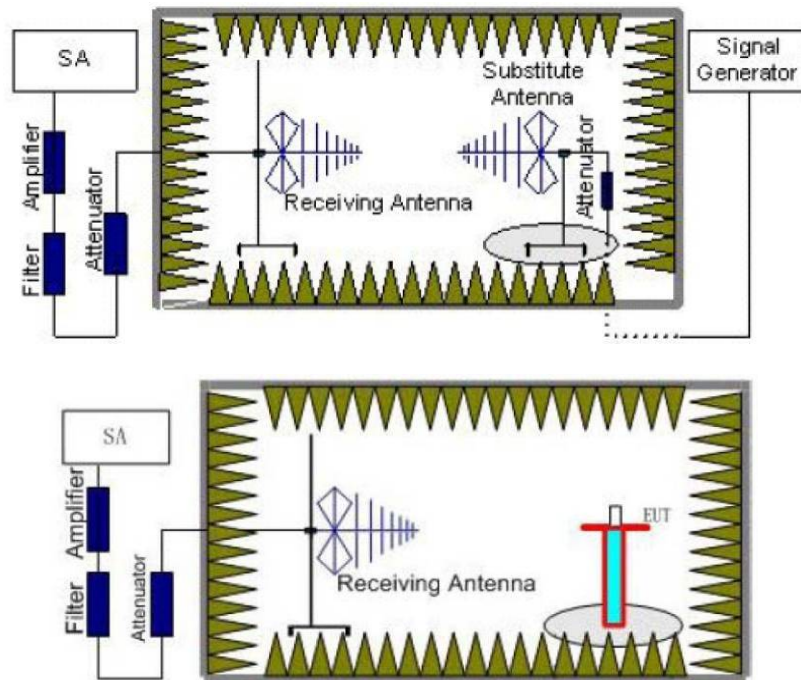 SA
Signal
Generator
Substitute
Antenna
Amplifier
Attenuator
Attenuator
Receiving Antenna
Filter
SA
Amplifier
EUT
Receiving Antenna
Filter
Attenuator